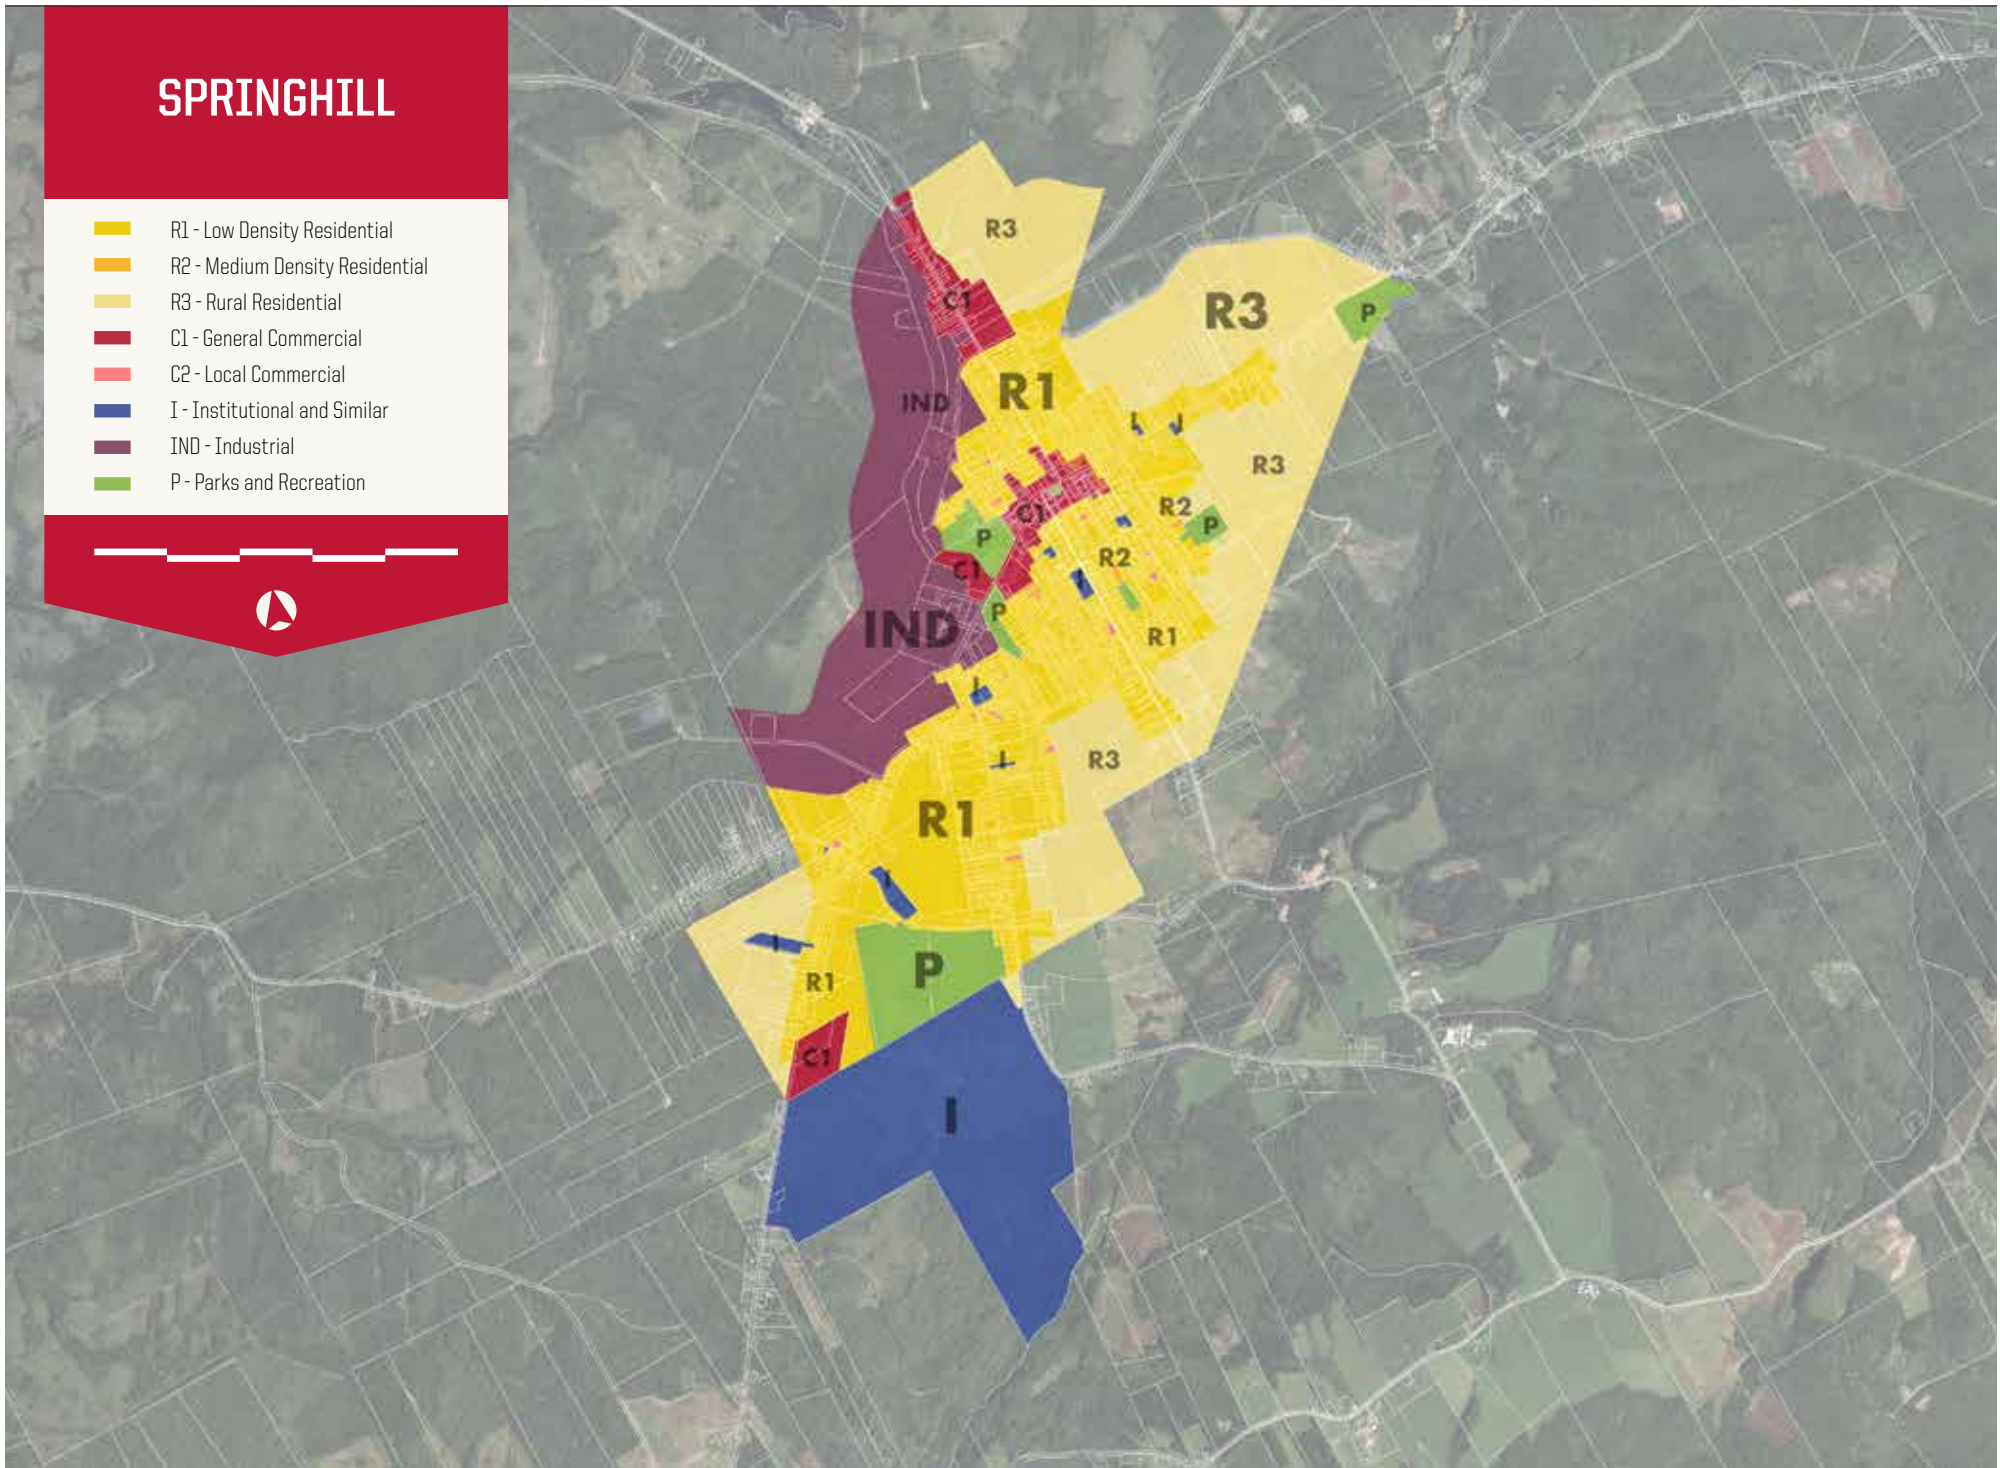 SPRINGHILL
R1 - Low Density Residential
R2 - Medium Density Residential
R3 - Rural Residential
C1 - General Commercial
C2 - Local Commercial
I - Institutional and Similar
IND - Industrial
P - Parks and Recreation
R3
C1
R3
P
R1
IND
I
I
R3
R2
C1
P
P
R2
C1
I
P
IND
R1
I
I
R3
R1
I
I
P
R1
C1
I